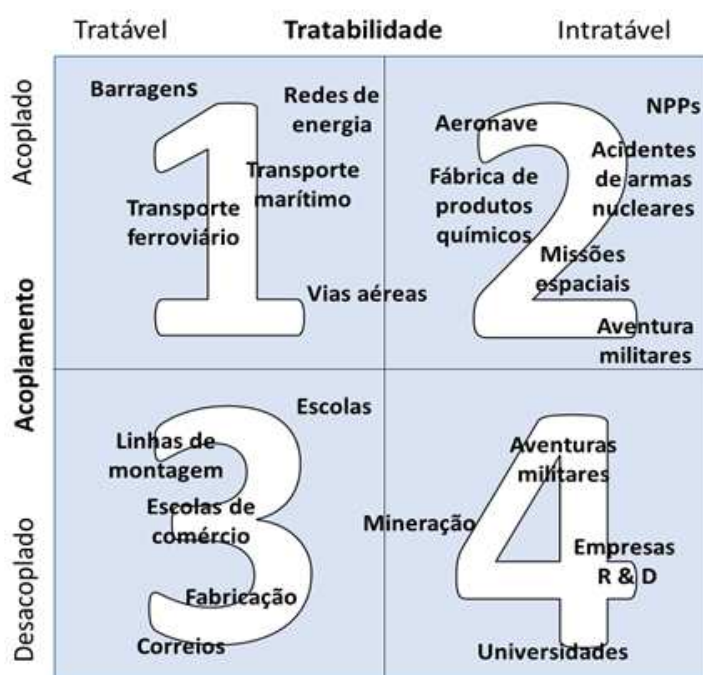 Tratável
Tratabilidade
Intratável
Acoplado
Acoplamento
Desacoplado
1
Barragens
Redes de
energia
Transporte
marítimo
Transporte
ferroviário
Vias aéreas
2
NPPs
Aeronave
Acidentes
de armas
nucleares
Fábrica de
produtos
químicos
Missões
espaciais
Aventura
militares
3
Escolas
Linhas de
montagem
Escolas de
comércio
Fabricação
Correios
4
Aventuras
militares
Mineração
Empresas
R & D
Universidades